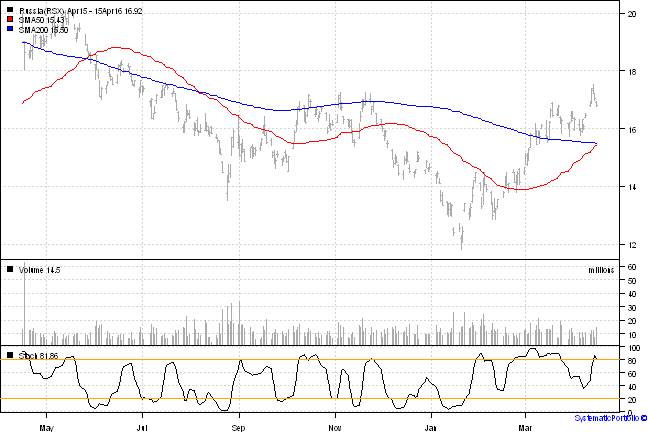 Russia(RSX) Apr15 - 15Apr16 16.92
SMA50 15.43
SMA200 15.50
20
18
16
14
12
Volume 14.5
millions
60
50
40
30
20
10
Stoch 81.86
100
80
60
40
20
0
May
Jul
Sep
Nov
Jan
Mar
SystematicPortfolio ©